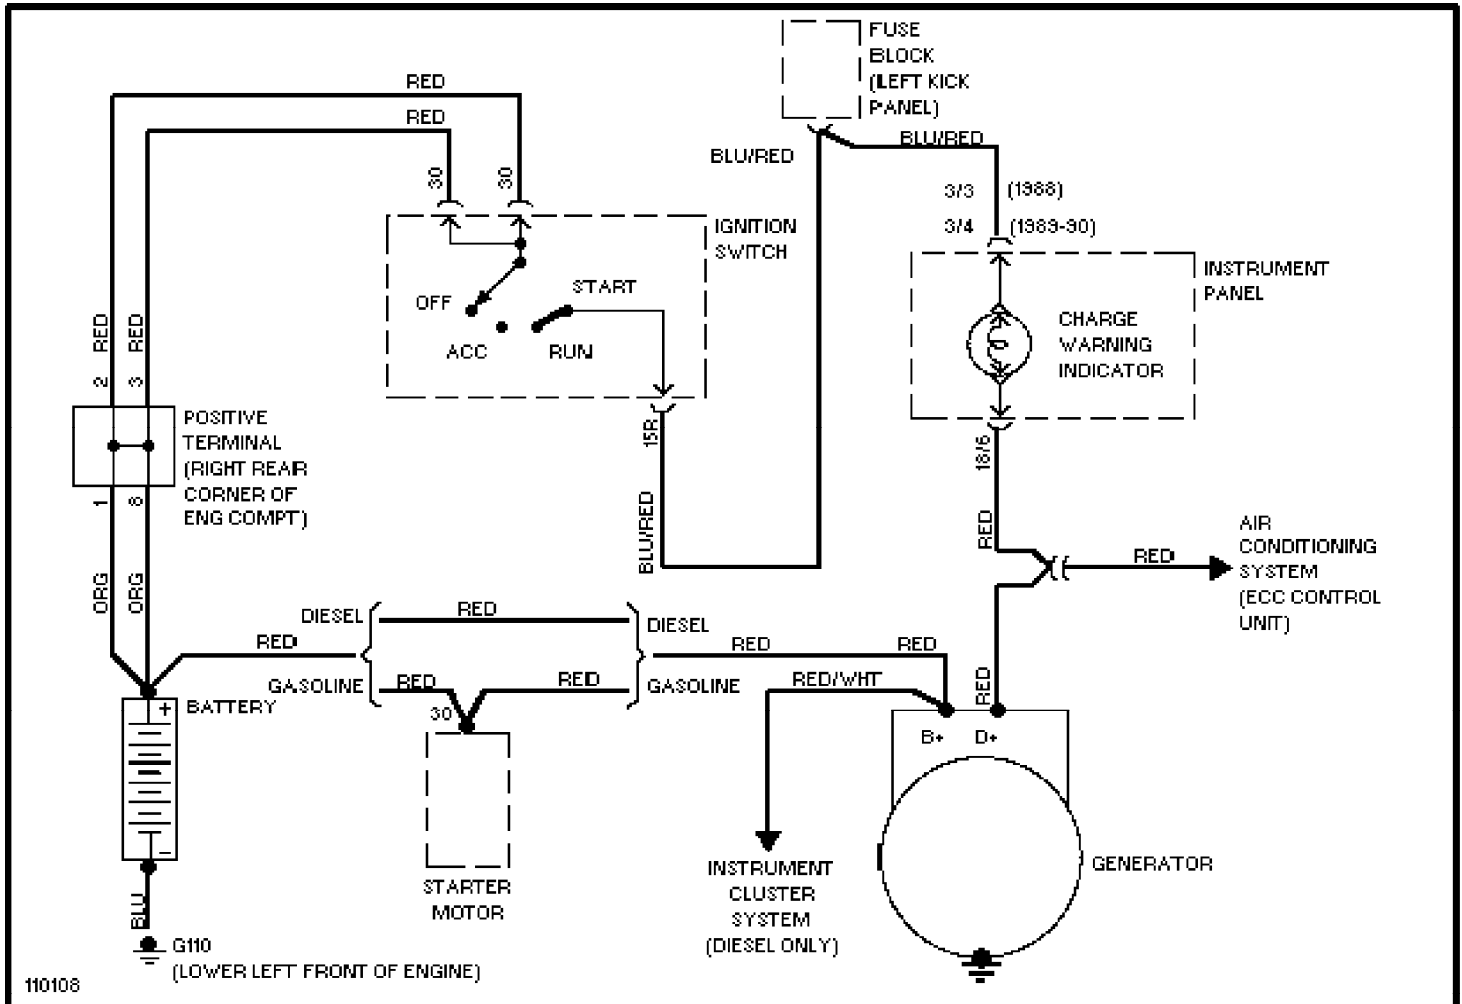 FUSE
BLOCK
(LEFT KICK
PANEL)
RED
RED
BLU/RED
BLU/RED
30
30
3/3 (1988)
3/4 (1989-90)
IGNITION
SWITCH
INSTRUMENT
PANEL
OFF
START
ACC
RUN
CHARGE
WARNING
INDICATOR
RED
RED
2
3
POSITIVE
TERMINAL
(RIGHT REAR
CORNER OF
ENG COMPT)
1
8
15R
BLU/RED
18/6
RED
RED
AIR
CONDITIONING
SYSTEM
(ECC CONTROL
UNIT)
ORG
ORG
DIESEL
RED
DIESEL
RED
RED
RED
GASOLINE
RED
RED
GASOLINE
RED/WHT
RED
30
+
BATTERY
-
B+
D+
BLU
STARTER
MOTOR
INSTRUMENT
CLUSTER
SYSTEM
(DIESEL ONLY)
GENERATOR
G110
(LOWER LEFT FRONT OF ENGINE)
110108